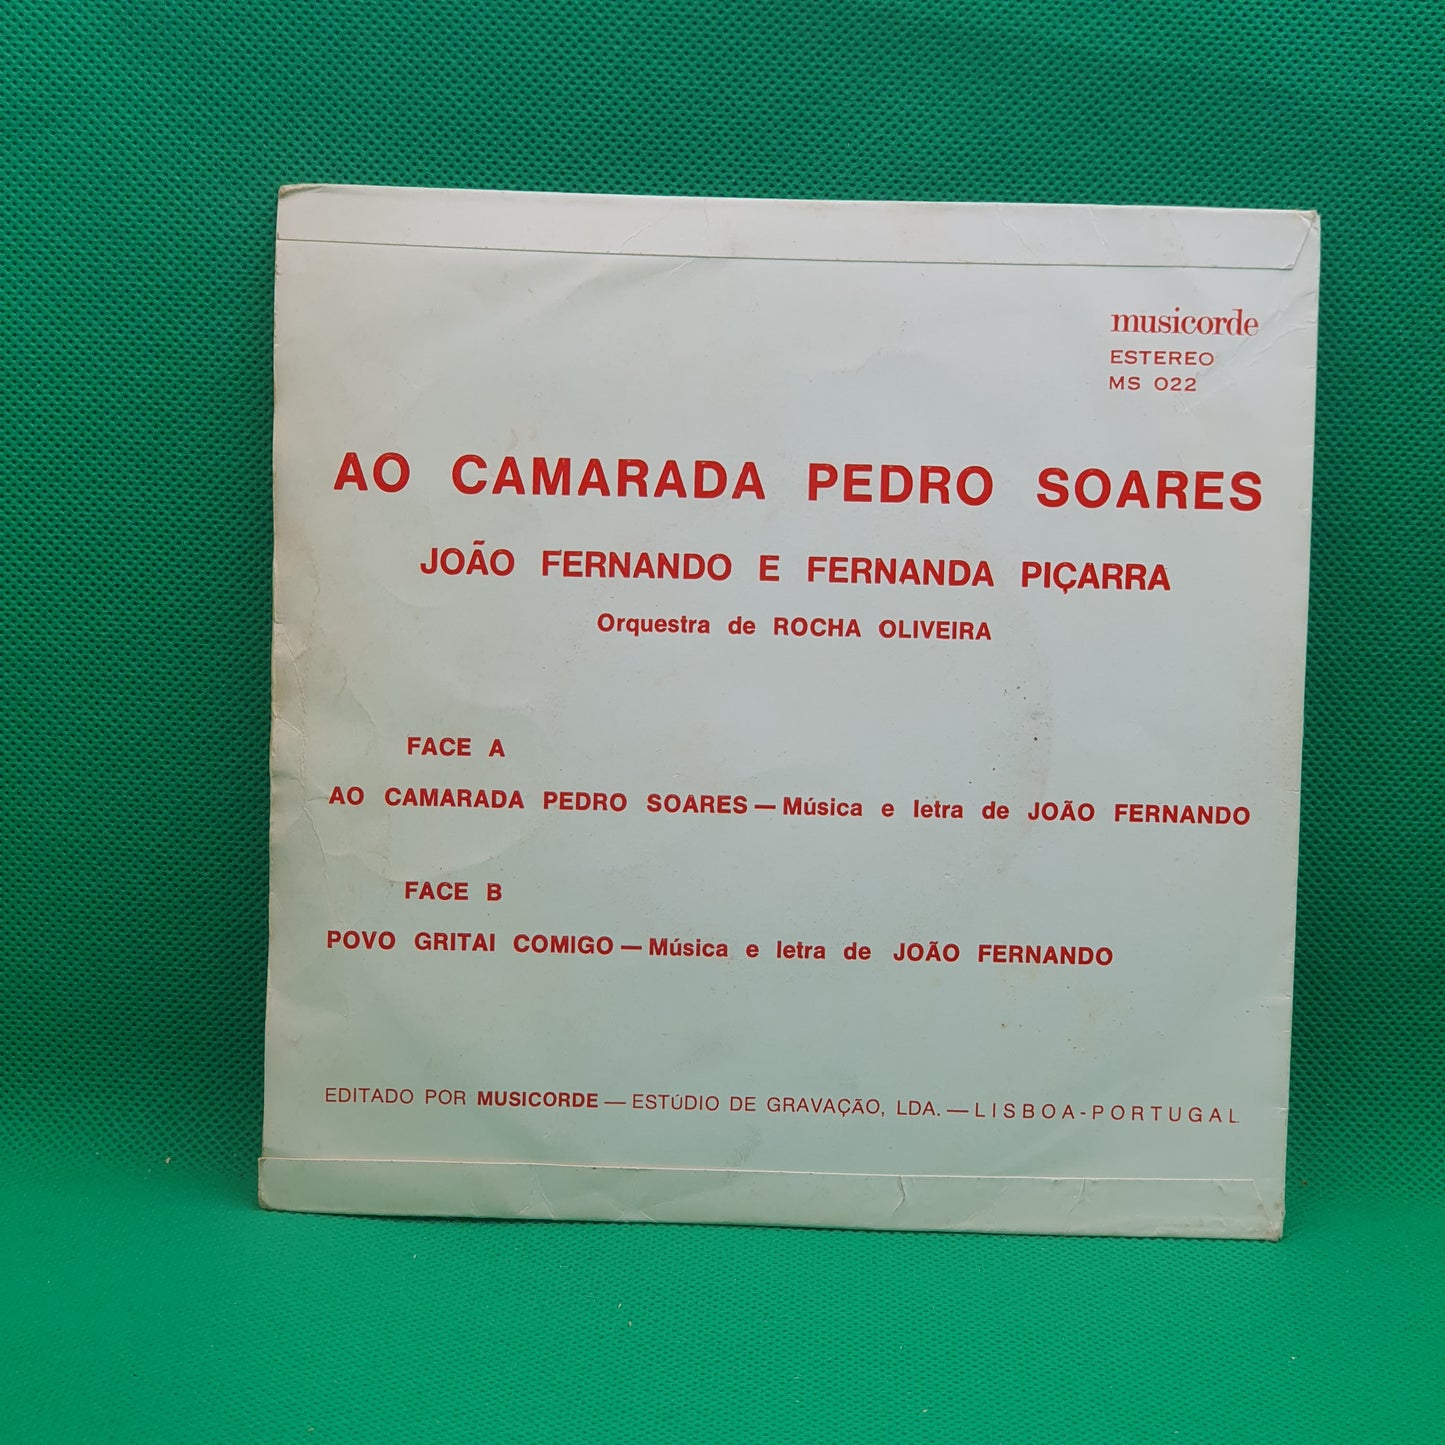 musicorde
ESTEREO
MS 022
AO CAMARADA PEDRO SOARES
JOÃO FERNANDO E FERNANDA PIÇARRA
Orquestra de ROCHA OLIVEIRA
FACE A
AO CAMARADA PEDRO SOARES — Música e letra de JOÃO FERNANDO
FACE B
POVO GRITAI COMIGO — Música e letra de JOÃO FERNANDO
EDITADO POR MUSICORDE — ESTÚDIO DE GRAVAÇÃO, LDA. — LISBOA-PORTUGAL